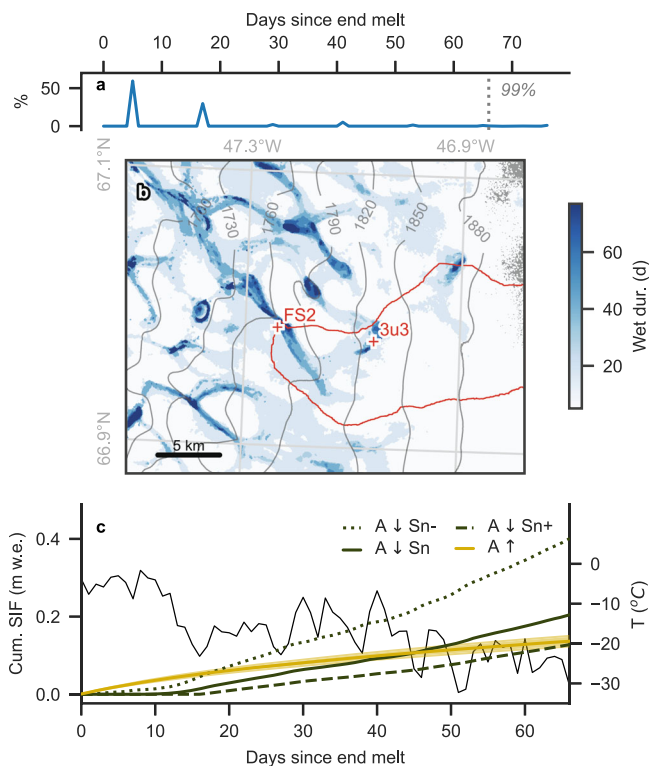 Days since end melt
0 10 20 30 40 50 60 70
a
50
0
%
99%
47.3°W 46.9°W
67.1°N
66.9°N
b
1730 1760 1790 1820 1850 1880
FS2
3u3
5 km
60
40
20
Wet dur. (d)
c
A ↓ Sn- A ↓ Sn+
A ↓ Sn A ↑
0.4
0.2
0.0
Cum. SIF (m w.e.)
0
−10
−20
−30
T (°C)
0 10 20 30 40 50 60
Days since end melt